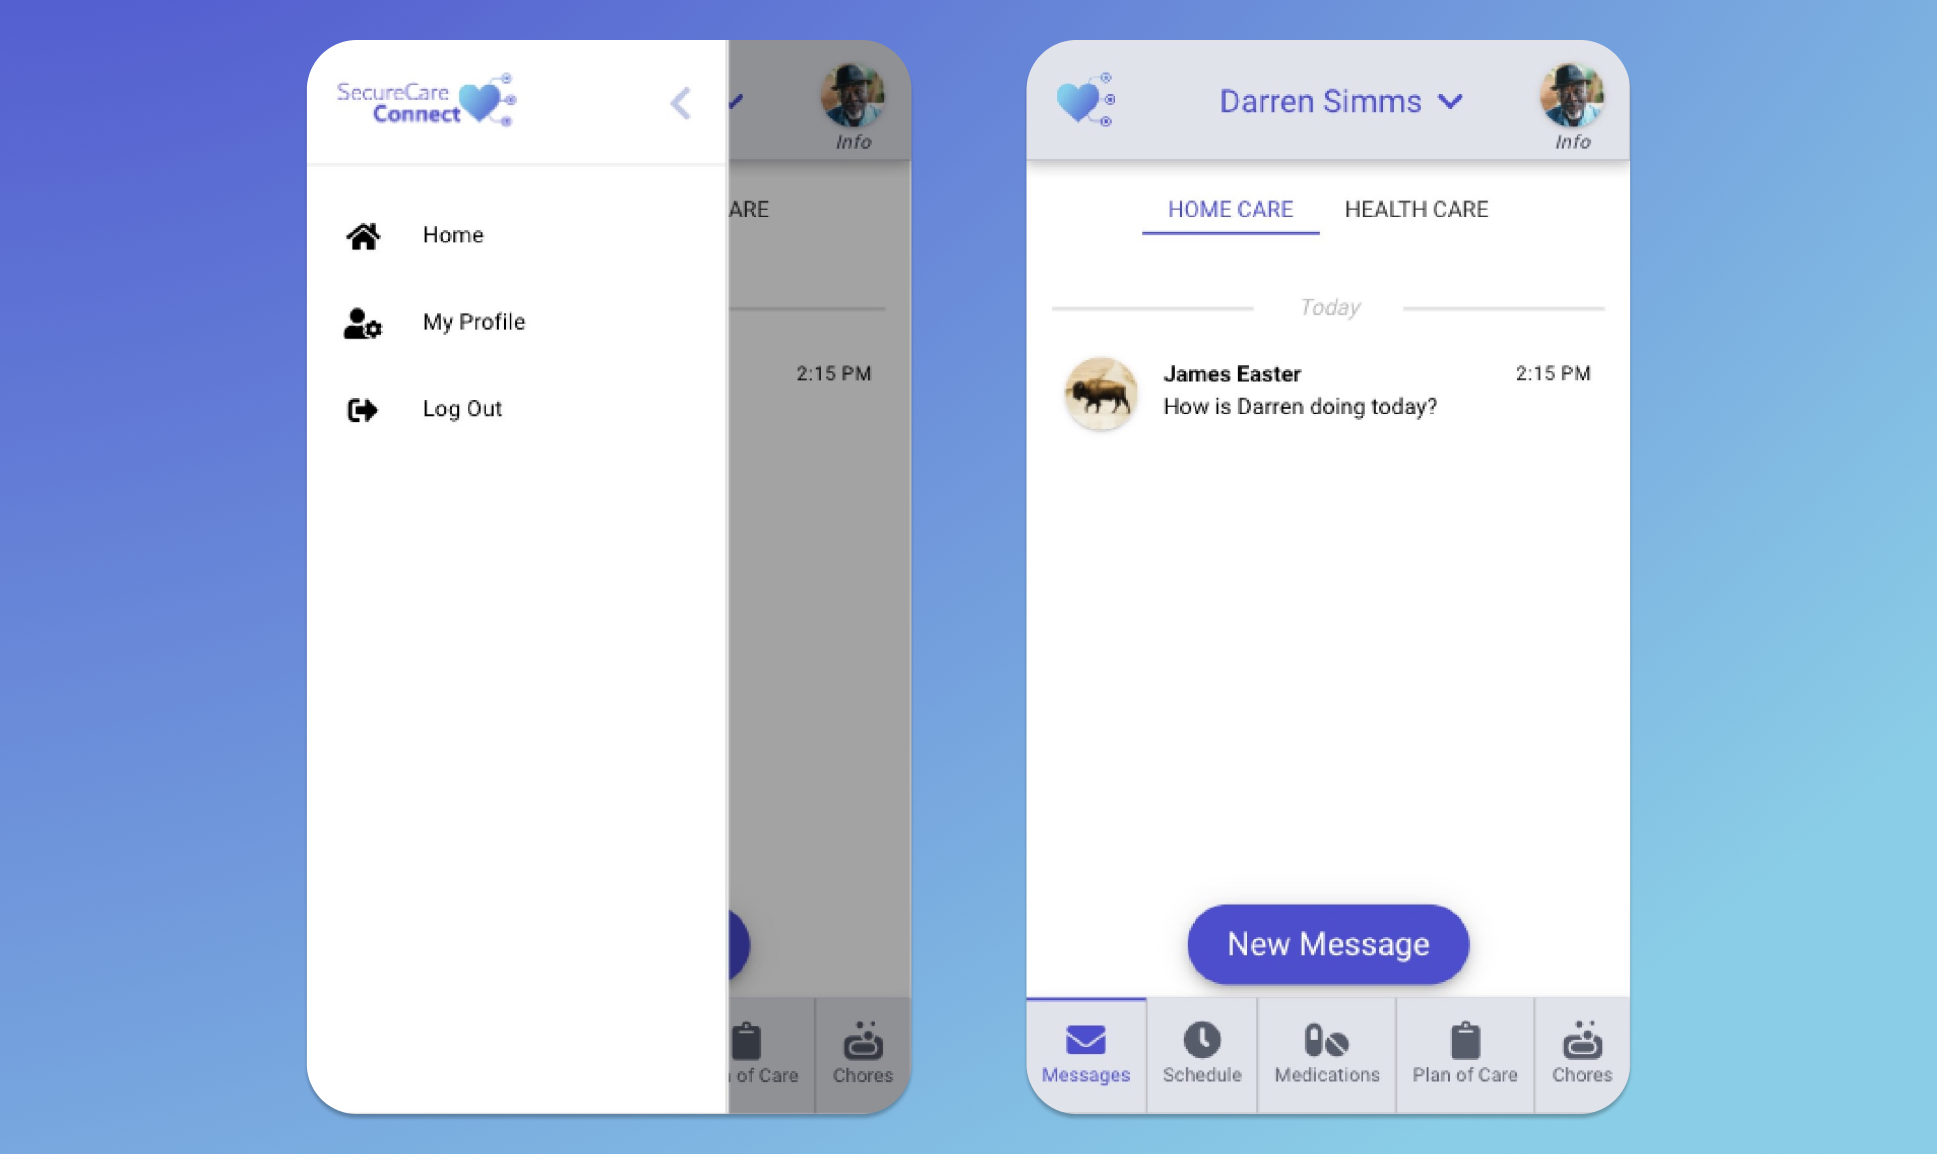 SecureCare
Connect
Info
ARE
Home
My Profile
2:15 PM
Log Out
of Care
Chores
Darren Simms
Info
HOME CARE
HEALTH CARE
Today
James Easter
2:15 PM
How is Darren doing today?
New Message
Messages
Schedule
Medications
Plan of Care
Chores